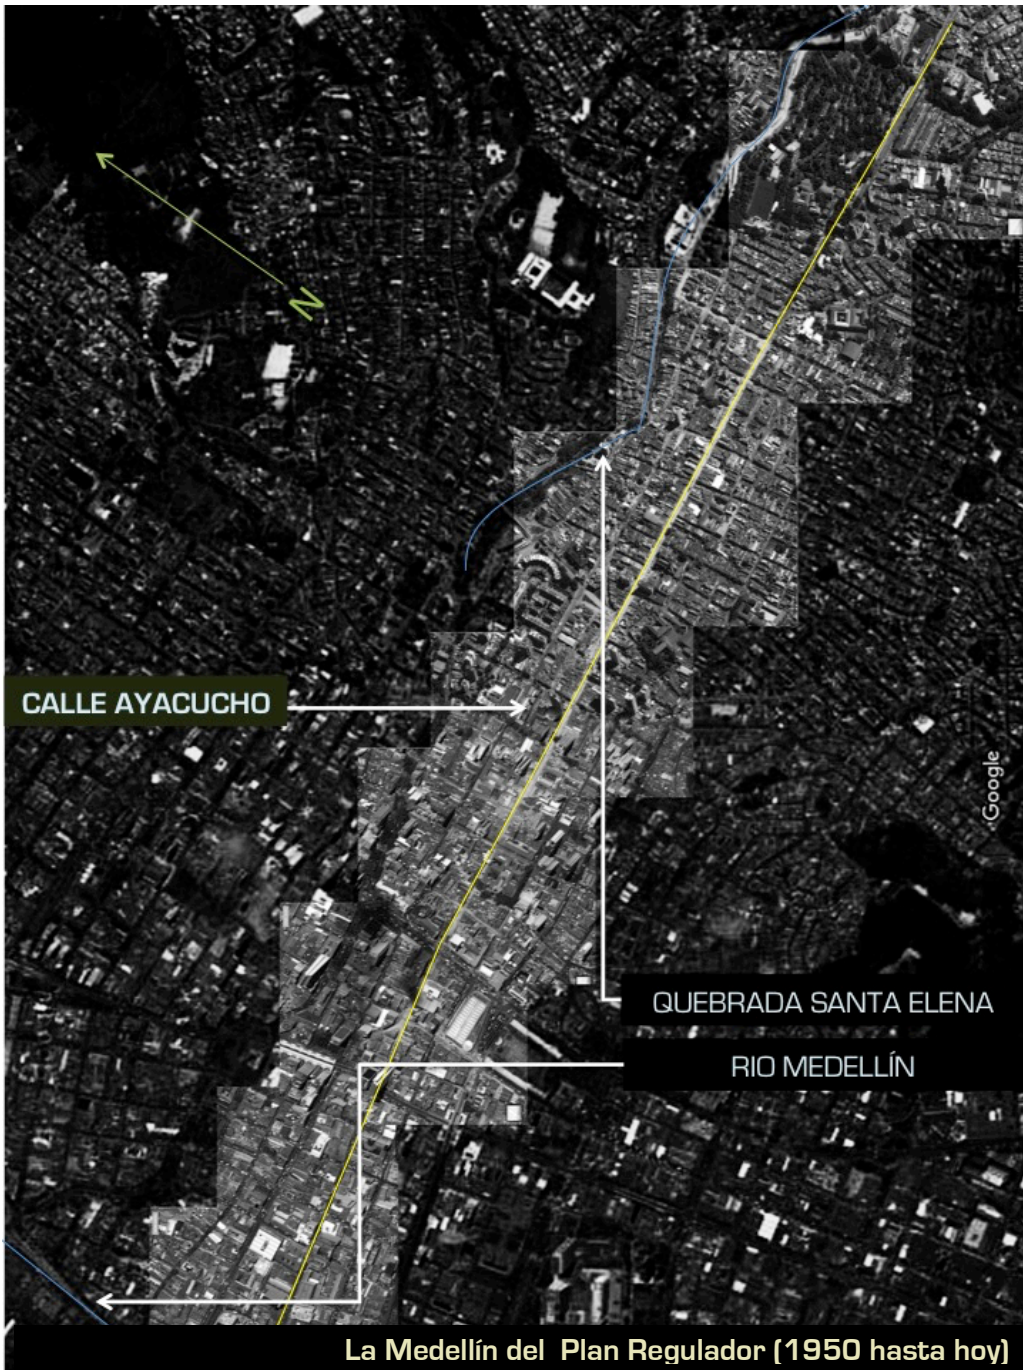 N
CALLE AYACUCHO
Google
QUEBRADA SANTA ELENA
RIO MEDELLÍN
La Medellín del Plan Regulador (1950 hasta hoy)